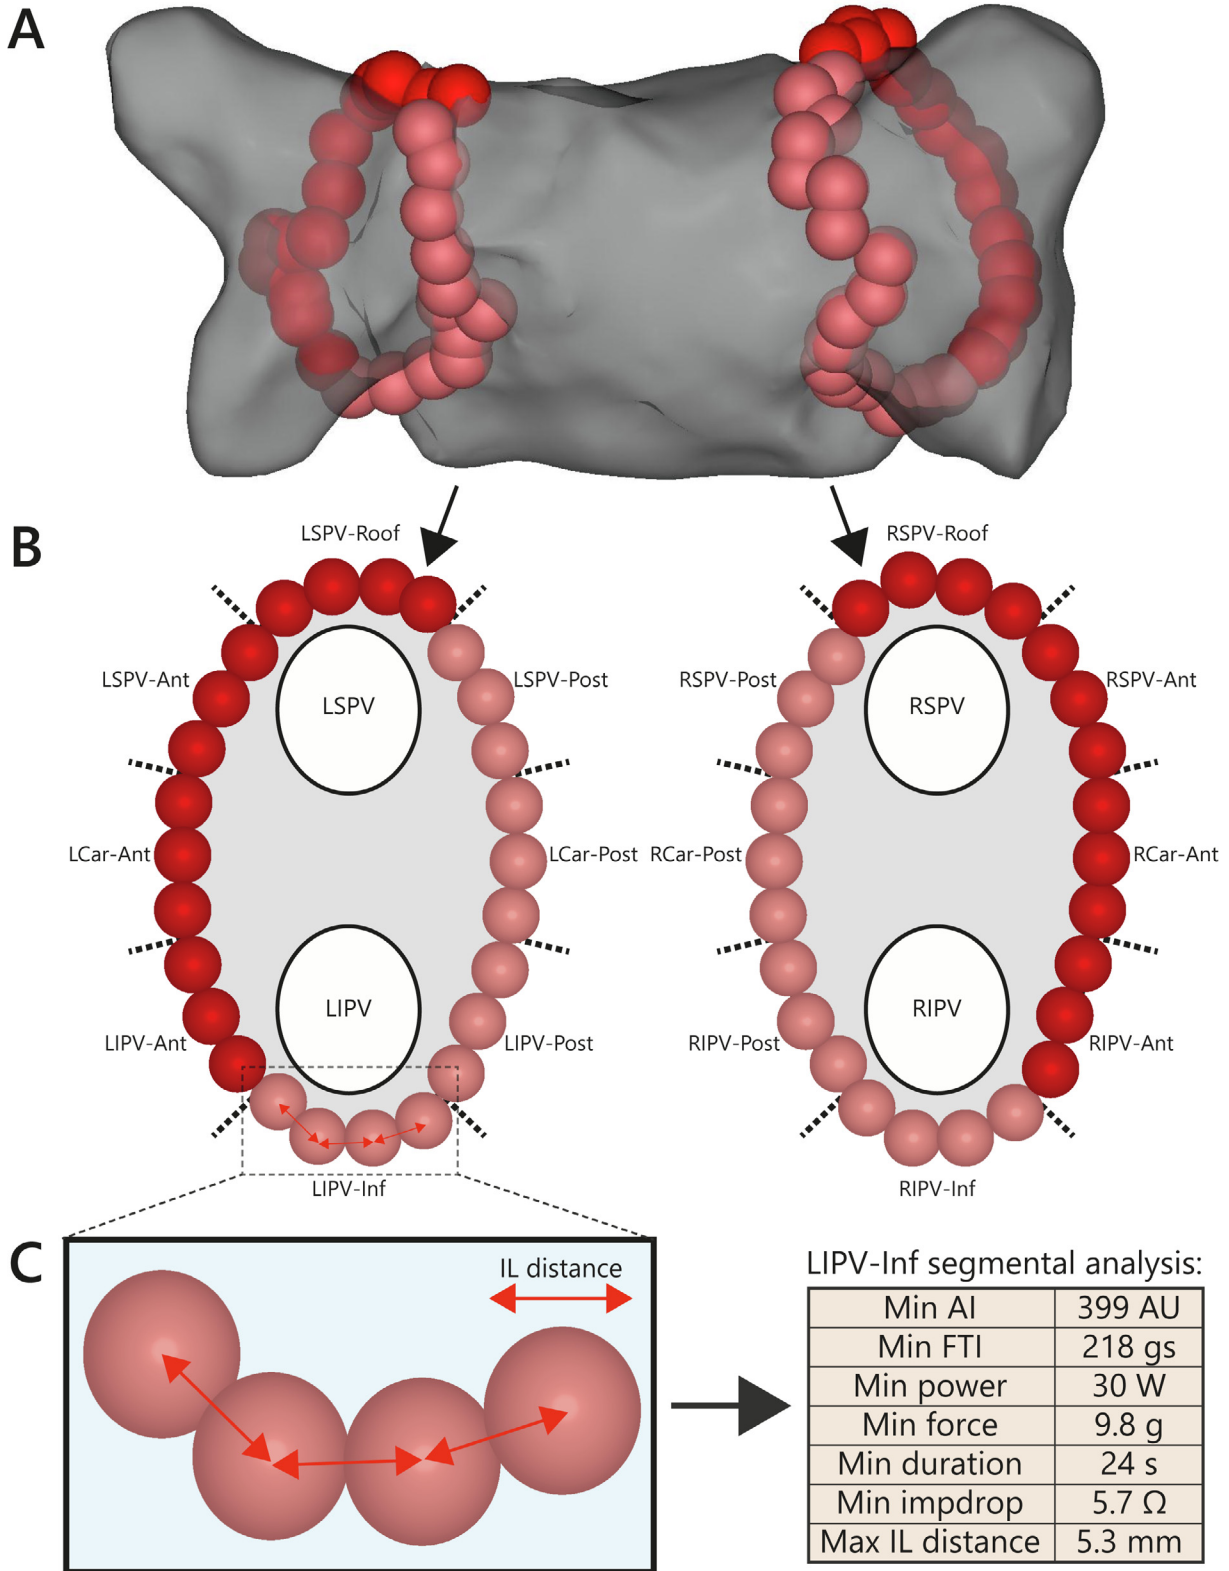 A
B
LSPV-Roof
RSPV-Roof
LSPV-Ant
LSPV
LSPV-Post
RSPV-Post
RSPV
RSPV-Ant
LCar-Ant
LCar-Post
RCar-Post
RCar-Ant
LIPV-Ant
LIPV
LIPV-Post
RIPV-Post
RIPV
RIPV-Ant
LIPV-Inf
RIPV-Inf
C
IL distance
LIPV-Inf segmental analysis:
Min AI 399 AU
Min FTI 218 gs
Min power 30 W
Min force 9.8 g
Min duration 24 s
Min impdrop 5.7 Ω
Max IL distance 5.3 mm